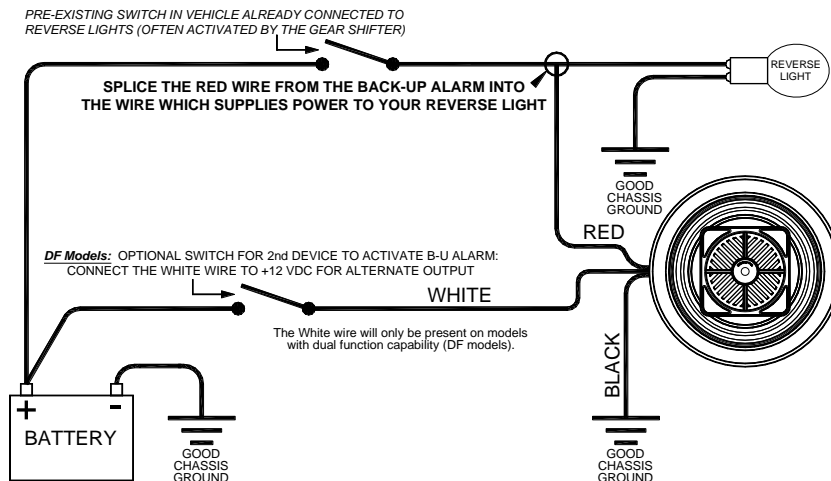 PRE-EXISTING SWITCH IN VEHICLE ALREADY CONNECTED TO
REVERSE LIGHTS (OFTEN ACTIVATED BY THE GEAR SHIFTER)
REVERSE
LIGHT
SPLICE THE RED WIRE FROM THE BACK-UP ALARM INTO
THE WIRE WHICH SUPPLIES POWER TO YOUR REVERSE LIGHT
GOOD
CHASSIS
GROUND
RED
DF Models: OPTIONAL SWITCH FOR 2nd DEVICE TO ACTIVATE B-U ALARM:
CONNECT THE WHITE WIRE TO +12 VDC FOR ALTERNATE OUTPUT
WHITE
The White wire will only be present on models
with dual function capability (DF models).
BLACK
+ -
BATTERY
GOOD
CHASSIS
GROUND
GOOD
CHASSIS
GROUND